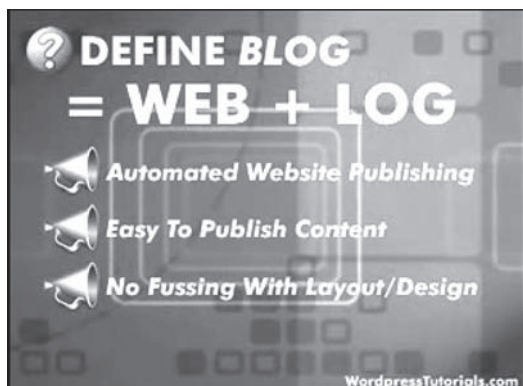 ? DEFINE BLOG
= WEB + LOG
Automated Website Publishing
Easy To Publish Content
No Fussing With Layout/Design
WordpressTutorials.com